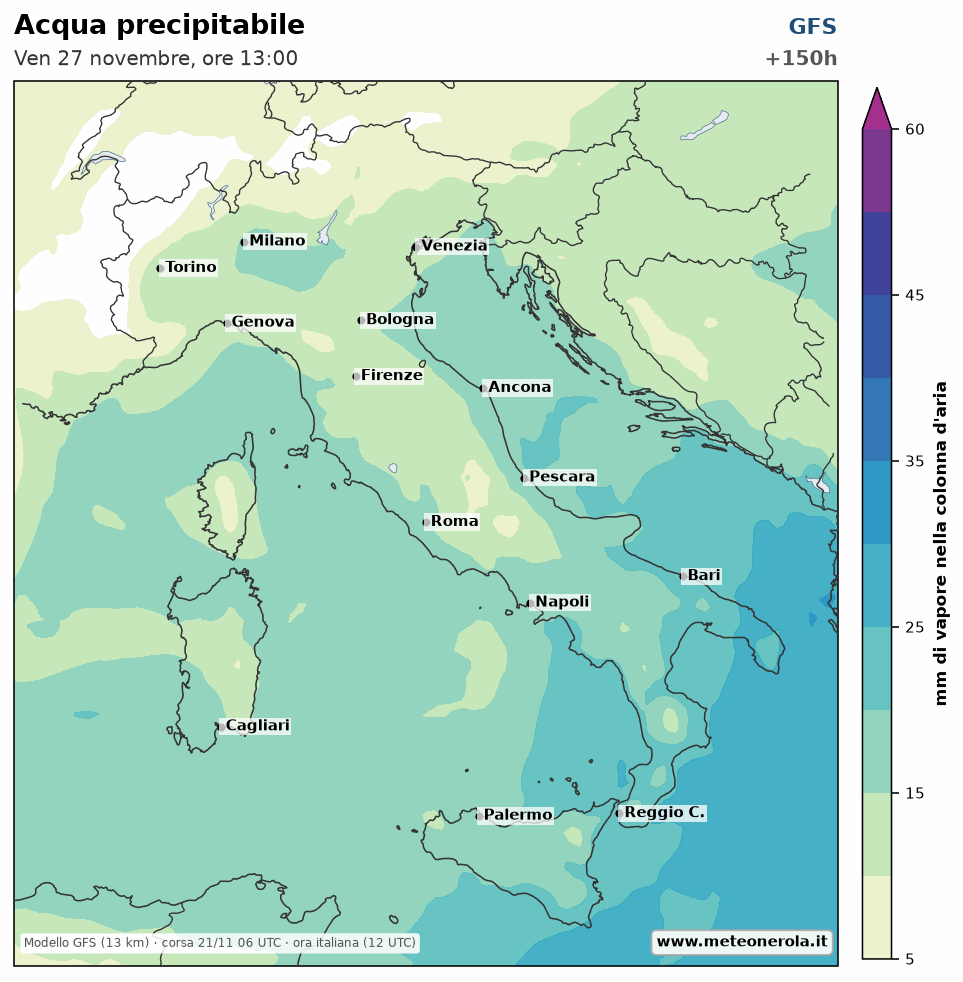 Acqua precipitabile
GFS
Ven 27 novembre, ore 13:00
+150h
60
Milano
Venezia
Torino
45
Genova
Bologna
Firenze
Ancona
35
Pescara
Roma
Bari
Napoli
25
Cagliari
15
Palermo
Reggio C.
mm di vapore nella colonna d'aria
Modello GFS (13 km) · corsa 21/11 06 UTC · ora italiana (12 UTC)
www.meteonerola.it
5